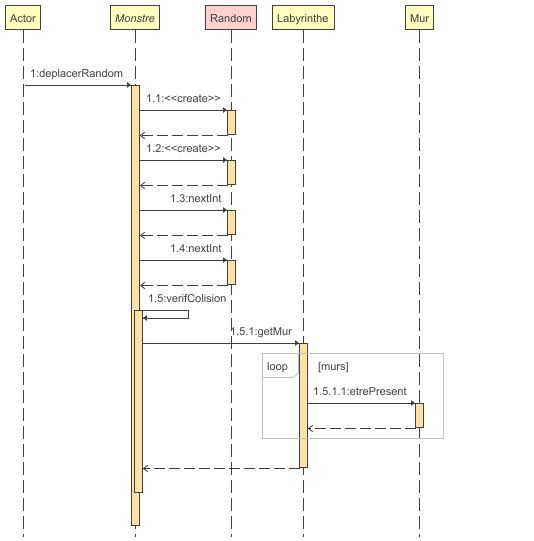 Actor
Monstre
Random
Labyrinthe
Mur
1:deplacerRandom
1.1:<<create>>
1.2:<<create>>
1.3:nextInt
1.4:nextInt
1.5:verifColision
1.5.1:getMur
loop
[murs]
1.5.1.1:etrePresent